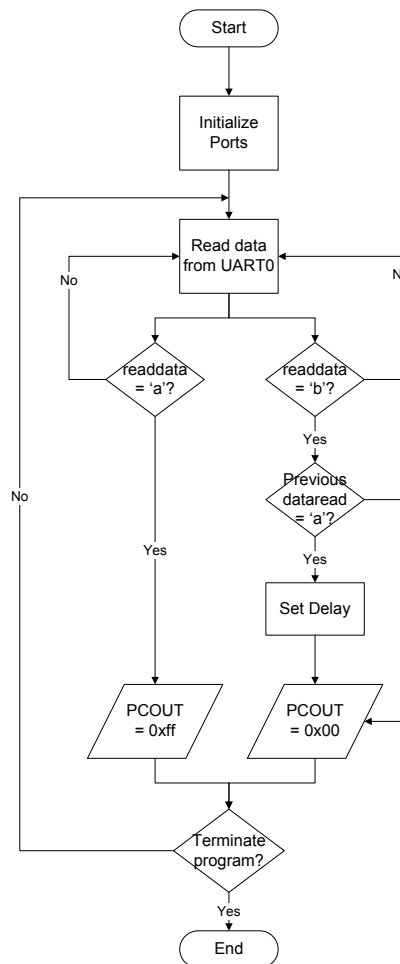 Start
Initialize
Ports
Read data
from UART0
No
N
readdata
= ‘a’?
readdata
= ‘b’?
Yes
Previous
dataread
= ‘a’?
No
Yes
Yes
Set Delay
PCOUT
= 0xff
PCOUT
= 0x00
Terminate
program?
Yes
End